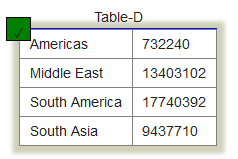 Table-D
Americas 732240
Middle East 13403102
South America 17740392
South Asia 9437710